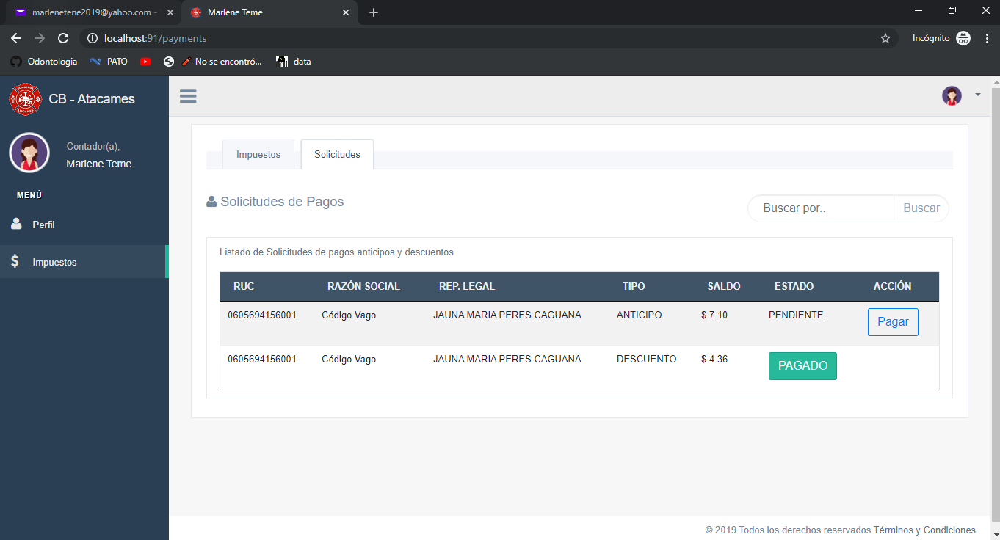 marlenetene2019@yahoo.com -
Marlene Teme
localhost:91/payments
Incógnito
Odontologia
PATO
No se encontró...
data-
CB - Atacames
Contador(a),
Marlene Teme
MENÚ
Perfil
Impuestos
Impuestos
Solicitudes
Solicitudes de Pagos
Buscar por..
Buscar
Listado de Solicitudes de pagos anticipos y descuentos
RUC RAZÓN SOCIAL REP. LEGAL TIPO SALDO ESTADO ACCIÓN
0605694156001 Código Vago JAUNA MARIA PERES CAGUANA ANTICIPO $ 7.10 PENDIENTE Pagar
0605694156001 Código Vago JAUNA MARIA PERES CAGUANA DESCUENTO $ 4.36 PAGADO
© 2019 Todos los derechos reservados Términos y Condiciones